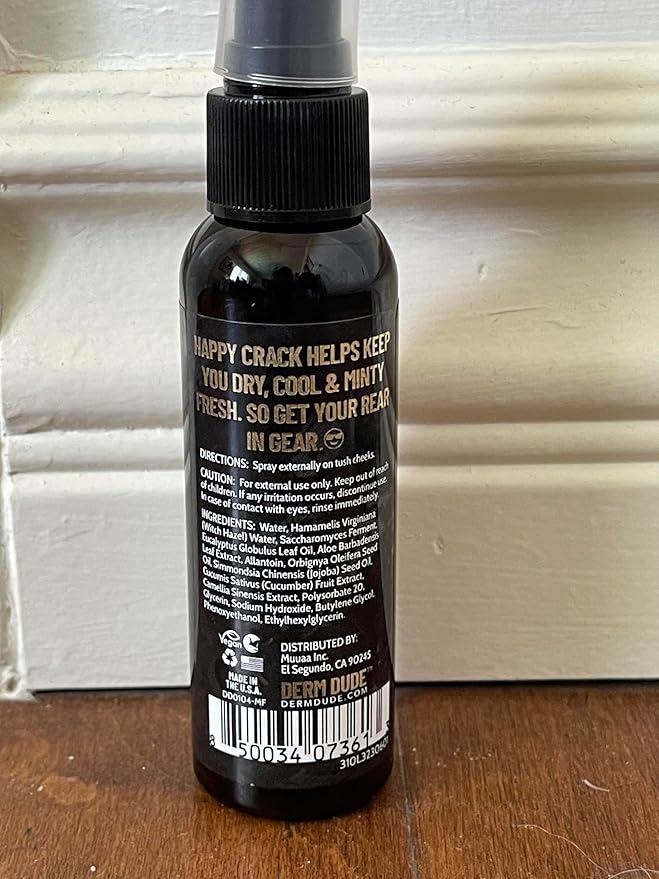 HAPPY CRACK HELPS KEEP
YOU DRY, COOL & MINTY
FRESH. SO GET YOUR REAR
IN GEAR.
DIRECTIONS: Spray externally on tush cheeks.
CAUTION: For external use only. Keep out of reach
of children. If any irritation occurs, discontinue use.
In case of contact with eyes, rinse immediately.
INGREDIENTS: Water, Hamamelis Virginiana
(Witch Hazel) Water, Saccharomyces Ferment,
Eucalyptus Globulus Leaf Oil, Aloe Barbadensis
Leaf Extract, Allantoin, Orbignya Oleifera Seed
Oil, Simmondsia Chinensis (Jojoba) Seed Oil,
Cucumis Sativus (Cucumber) Fruit Extract,
Camellia Sinensis Extract, Polysorbate 20,
Glycerin, Sodium Hydroxide, Butylene Glycol,
Phenoxyethanol, Ethylhexylglycerin.
Vegan
MADE IN
THE U.S.A.
DD0104-MF
DISTRIBUTED BY:
Muuaa Inc.
El Segundo, CA 90245
DERM DUDE™
DERMDUDE.COM
8 50034 07361
310L3230601